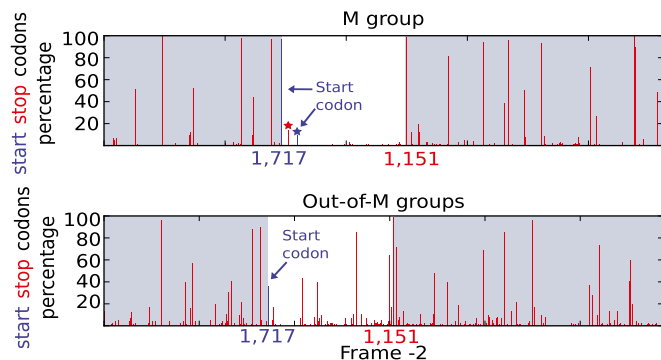 M group
start stop codons
percentage
100
80
60
40
20
Start
codon
1,717
1,151
Out-of-M groups
start stop codons
percentage
100
80
60
40
20
Start
codon
1,717
1,151
Frame -2